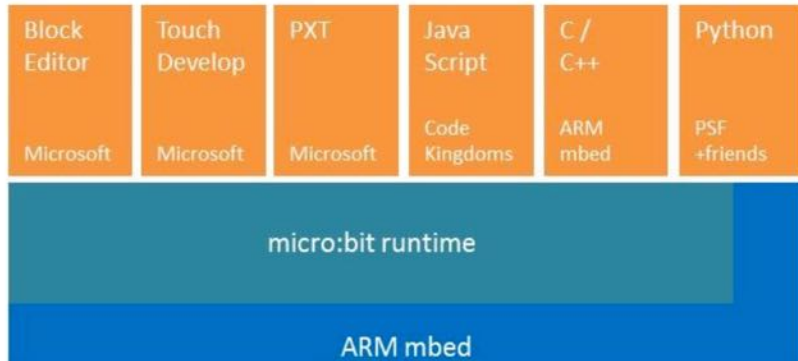 Block
Editor
Microsoft
Touch
Develop
Microsoft
PXT
Microsoft
Java
Script
Code
Kingdoms
C /
C++
ARM
mbed
Python
PSF
+friends
micro:bit runtime
ARM mbed